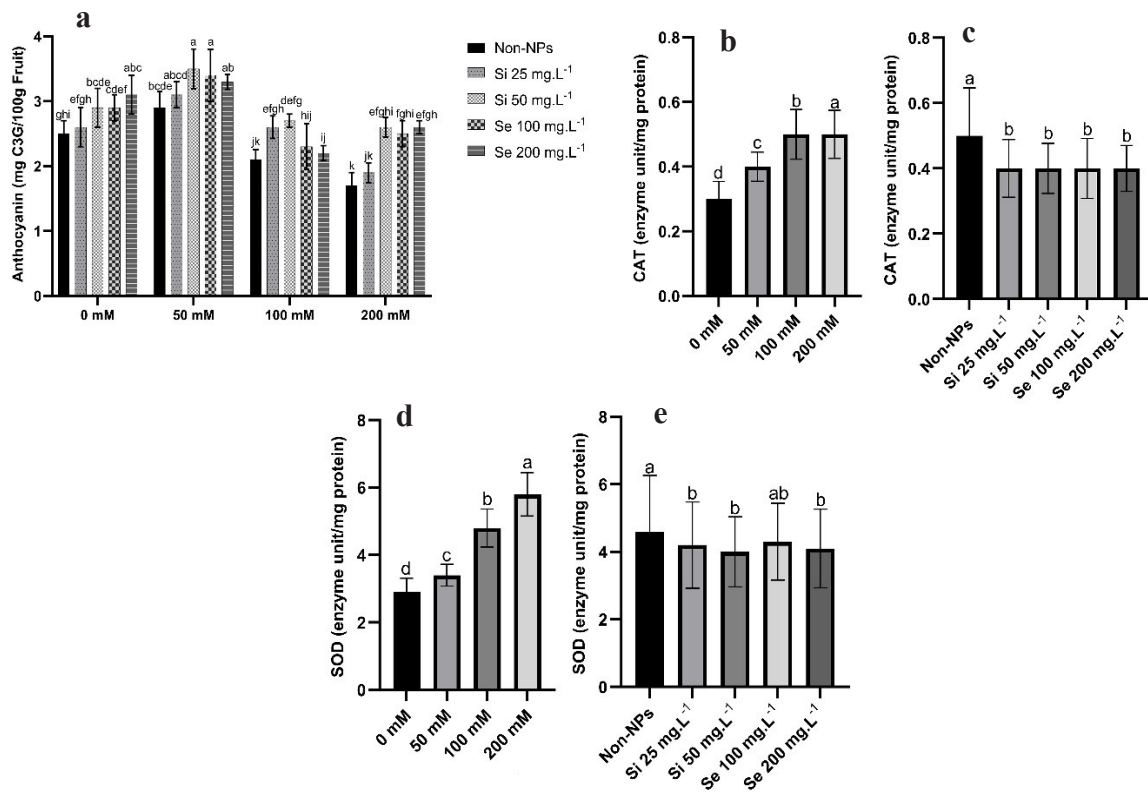 a
Anthocyanin (mg C3G/100g Fruit)
4
3
2
1
0
ghi
efgh
bcde
cdef
abc
bcde
abcd
a
a
ab
jk
efgh
defg
hij
ij
k
jk
efghi
fghi
efgh
0 mM
50 mM
100 mM
200 mM
Non-NPs
Si 25 mg.L⁻¹
Si 50 mg.L⁻¹
Se 100 mg.L⁻¹
Se 200 mg.L⁻¹
b
CAT (enzyme unit/mg protein)
0.8
0.6
0.4
0.2
0.0
d
c
b
a
0 mM
50 mM
100 mM
200 mM
c
CAT (enzyme unit/mg protein)
0.8
0.6
0.4
0.2
0.0
a
b
b
b
b
Non-NPs
Si 25 mg.L⁻¹
Si 50 mg.L⁻¹
Se 100 mg.L⁻¹
Se 200 mg.L⁻¹
d
SOD (enzyme unit/mg protein)
8
6
4
2
0
d
c
b
a
0 mM
50 mM
100 mM
200 mM
e
SOD (enzyme unit/mg protein)
8
6
4
2
0
a
b
b
ab
b
Non-NPs
Si 25 mg.L⁻¹
Si 50 mg.L⁻¹
Se 100 mg.L⁻¹
Se 200 mg.L⁻¹